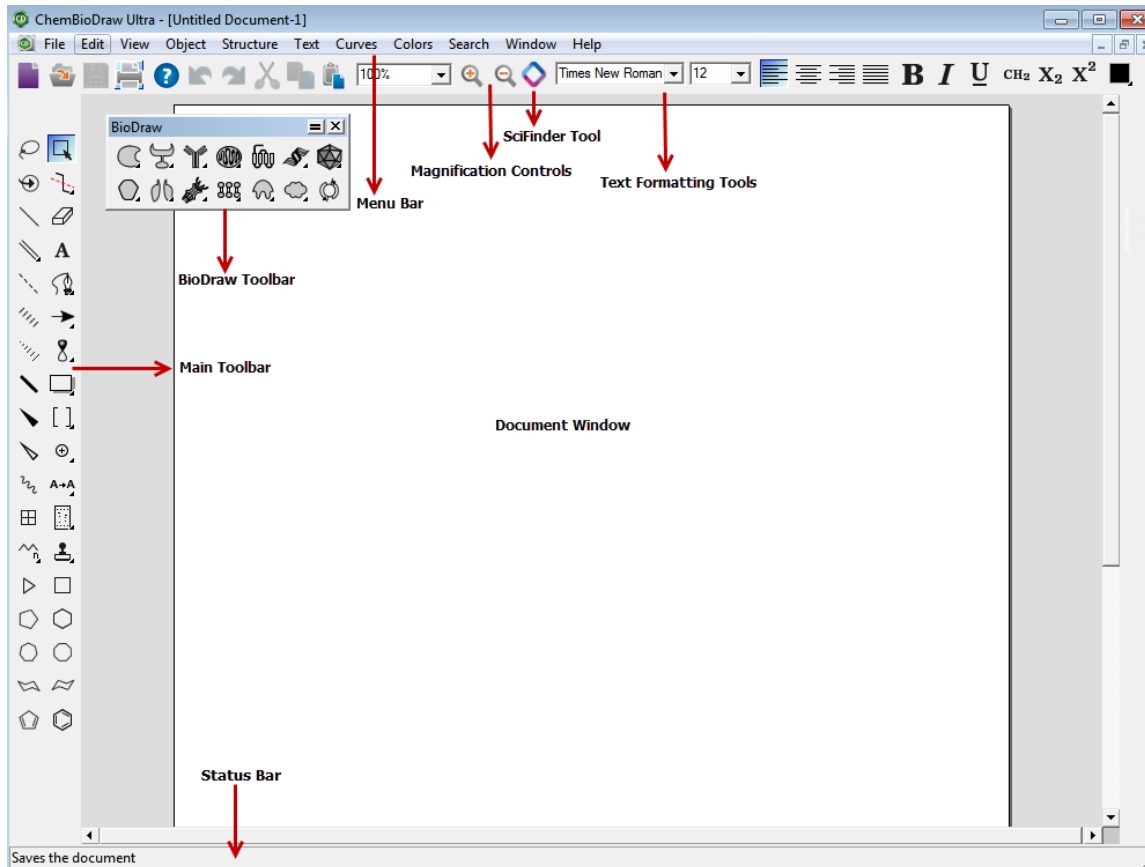 ChemBioDraw Ultra - [Untitled Document-1]
File Edit View Object Structure Text Curves Colors Search Window Help
100% Times New Roman 12 B I U CH₂ X₂ X²
BioDraw
SciFinder Tool
Magnification Controls
Text Formatting Tools
Menu Bar
A
BioDraw Toolbar
Main Toolbar
Document Window
A→A
n
Status Bar
Saves the document